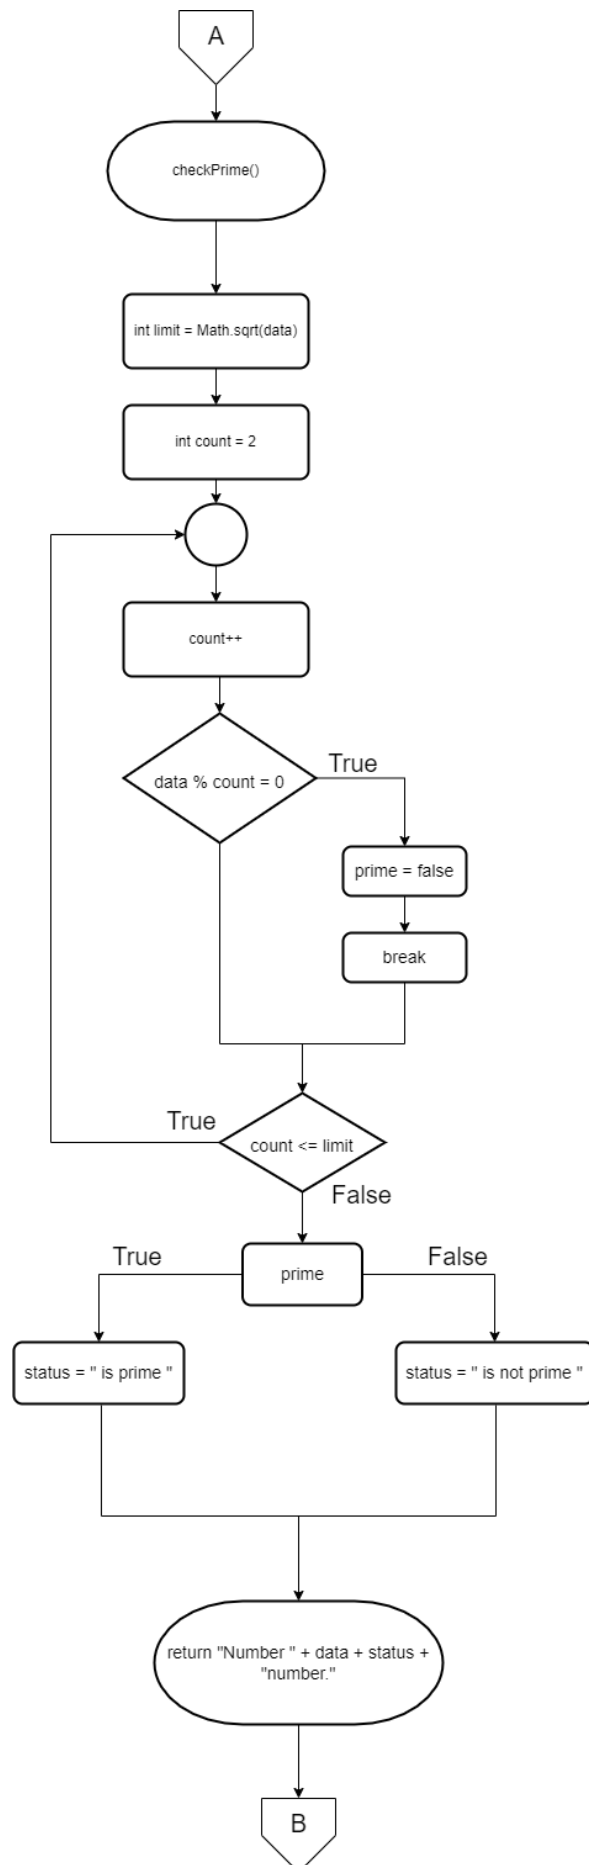 A
checkPrime()
int limit = Math.sqrt(data)
int count = 2
count++
data % count = 0
True
prime = false
break
True
count <= limit
False
True
prime
False
status = " is prime "
status = " is not prime "
return "Number " + data + status +
"number."
B